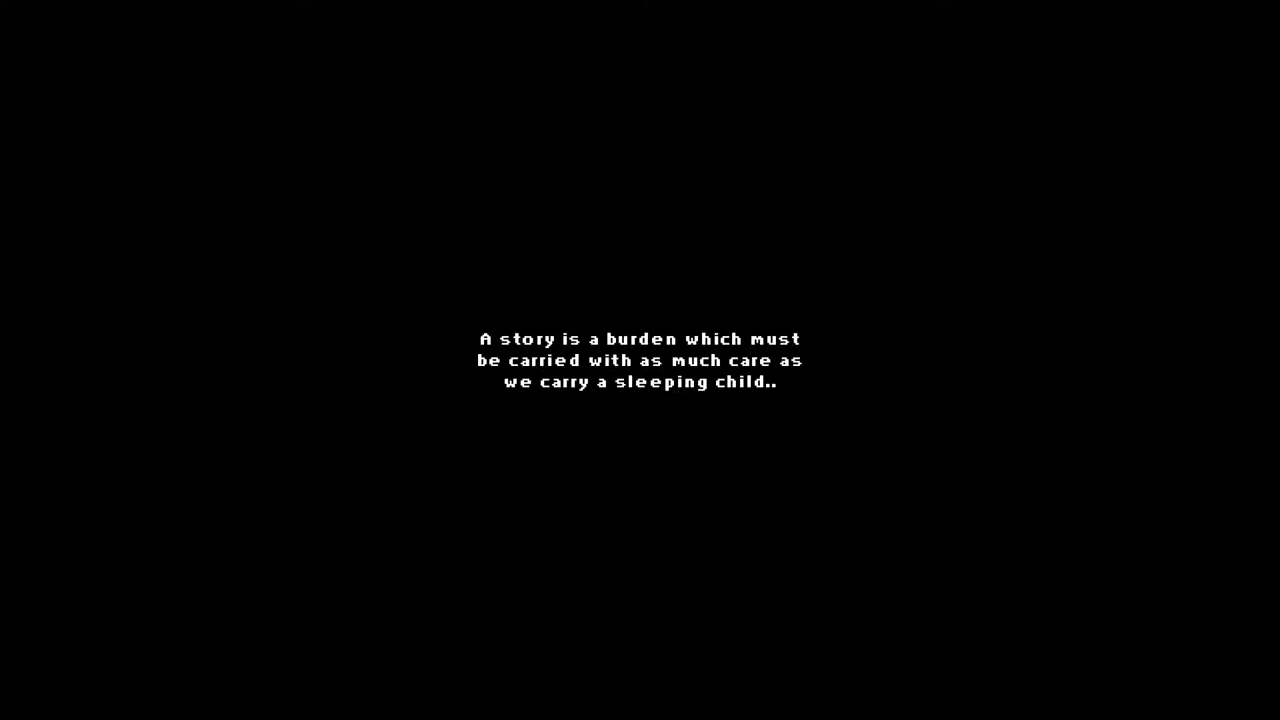 A story is a burden which must
be carried with as much care as
we carry a sleeping child..